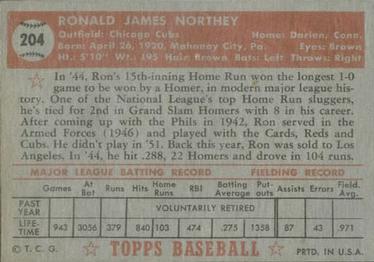 204
RONALD JAMES NORTHEY
Outfield: Chicago Cubs Home: Darien, Conn.
Born: April 26, 1920, Mahanoy City, Pa. Eyes: Brown
Ht.: 5'10" Wt.: 195 Hair: Brown Bats: Left Throws: Right
In '44, Ron's 15th-inning Home Run won the longest 1-0
game to be won by a Homer, in modern major league his-
tory. One of the National League's top Home Run sluggers,
he's tied for 2nd in Grand Slam Homers with 8 in his career.
After coming up with the Phils in 1942, Ron served in the
Armed Forces (1946) and played with the Cards, Reds and
Cubs. He didn't play in '51. Back this year, Ron was sold to Los
Angeles. In '44, he hit .288, 22 Homers and drove in 104 runs.
MAJOR LEAGUE BATTING RECORD FIELDING RECORD
Games At Bat Runs Hits Home Runs RBI Batting Average Put-outs Assists Errors Field. Avg.
PAST YEAR VOLUNTARILY RETIRED
LIFE-TIME 943 3056 379 840 103 474 .275 1358 87 43 .971
© T.C.G. TOPPS BASEBALL PRTD. IN U.S.A.